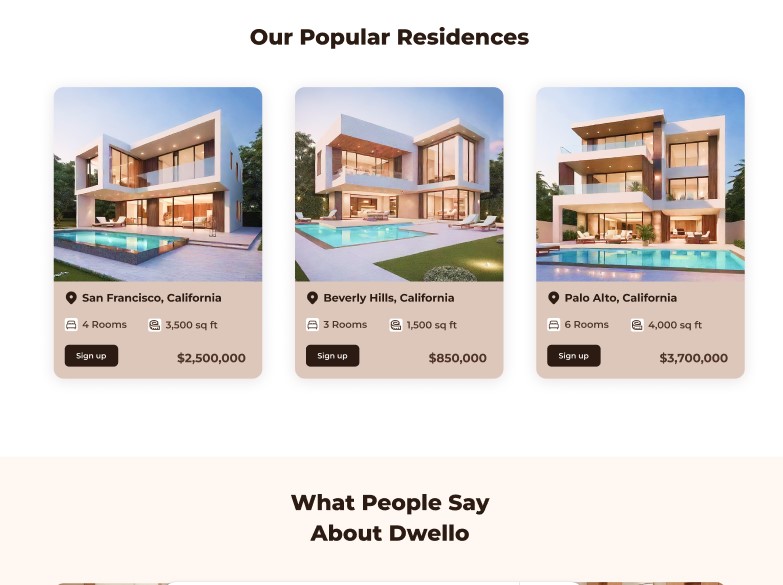 Our Popular Residences
San Francisco, California
4 Rooms 3,500 sq ft
Sign up $2,500,000
Beverly Hills, California
3 Rooms 1,500 sq ft
Sign up $850,000
Palo Alto, California
6 Rooms 4,000 sq ft
Sign up $3,700,000
What People Say
About Dwello